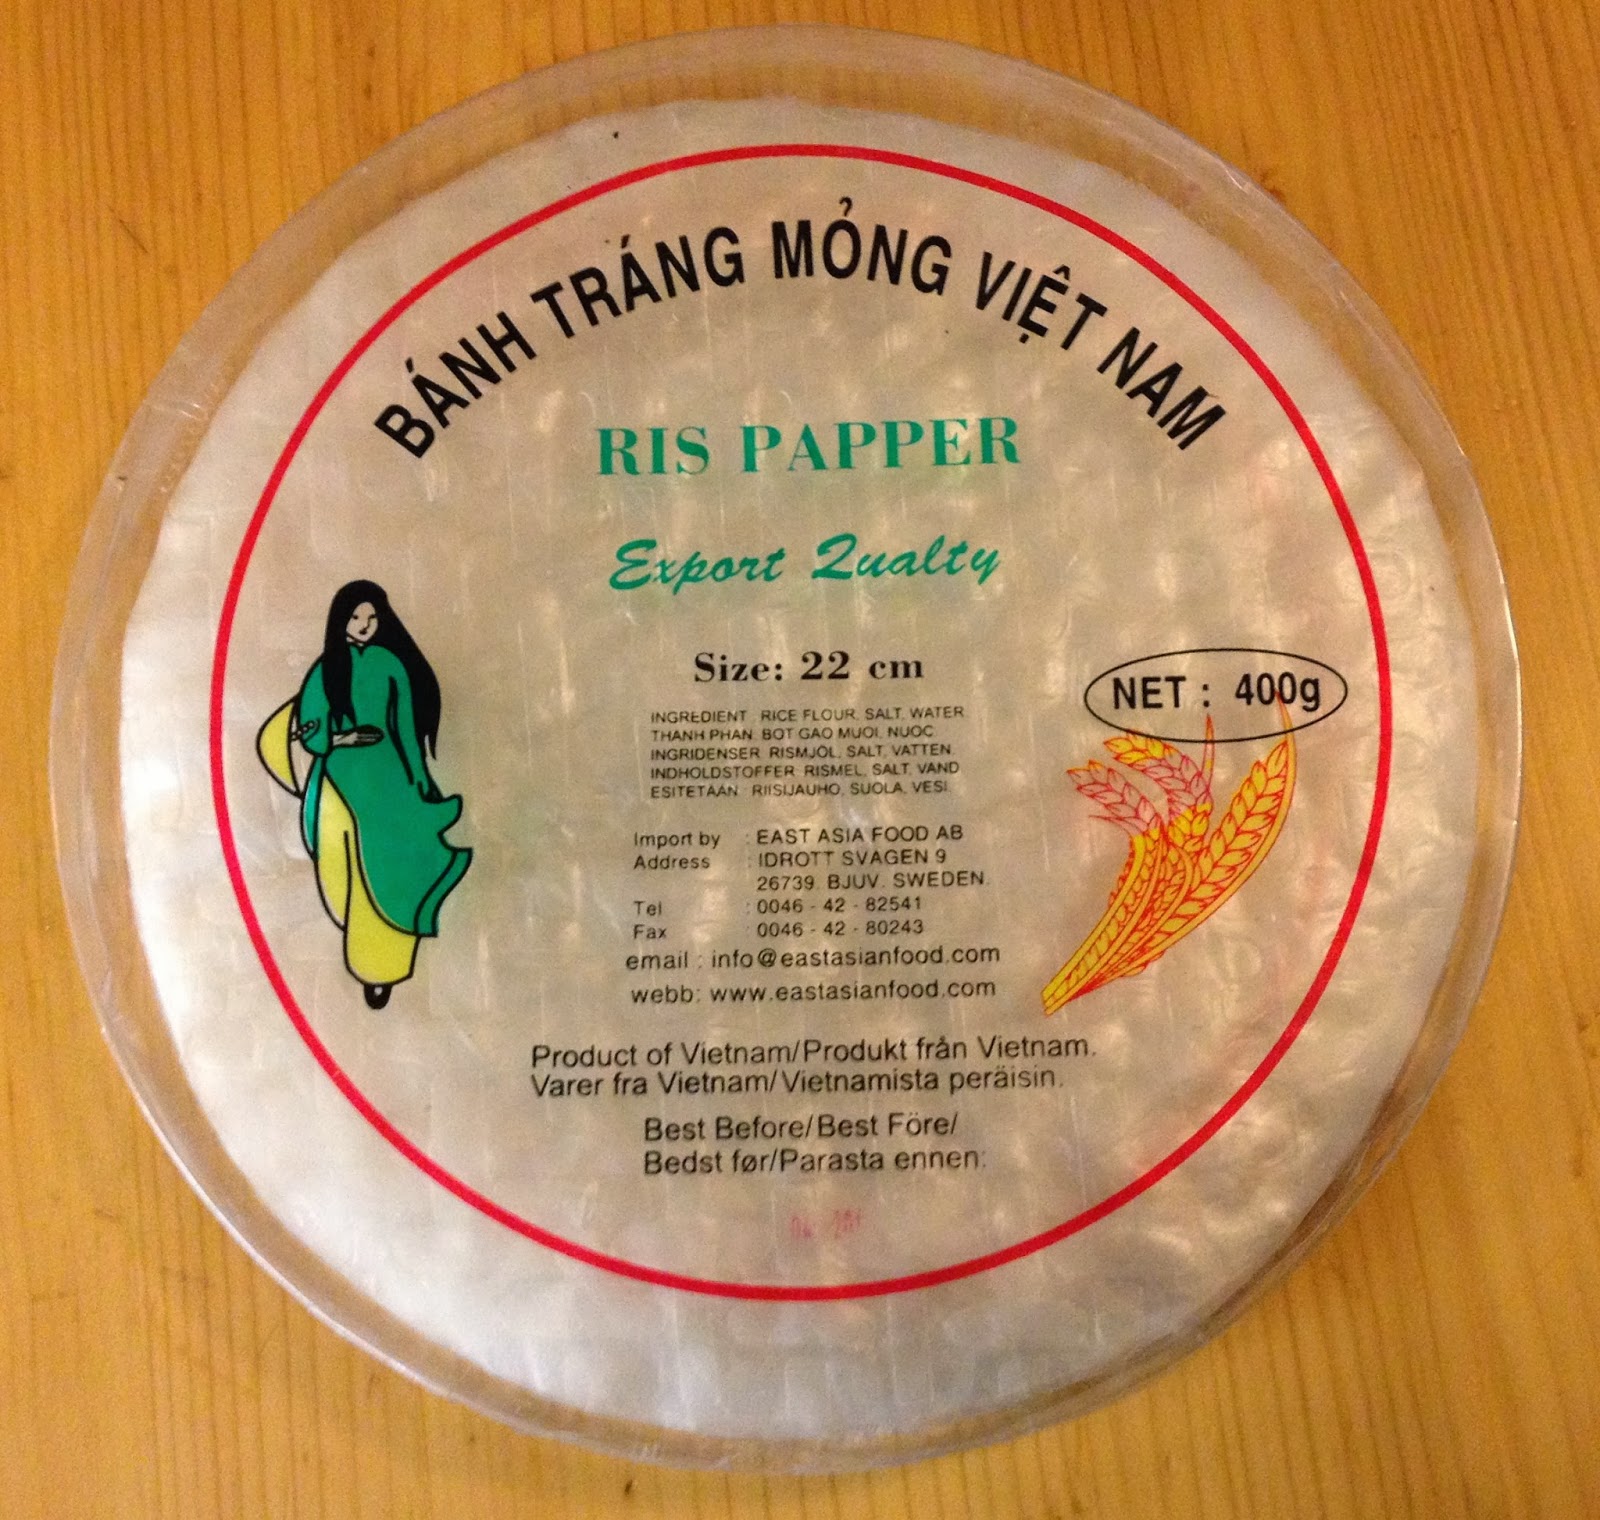 BÁNH TRÁNG MỎNG VIỆT NAM
RIS PAPPER
Export Qualty
Size: 22 cm
NET : 400g
INGREDIENT : RICE FLOUR, SALT, WATER
THANH PHAN: BOT GAO MUOI, NUOC
INGRIDENSER: RISMJOL, SALT, VATTEN
INDHOLDSTOFFER: RISMEL, SALT, VAND
ESITETAAN : RIISIJAUHO, SUOLA, VESI
Import by : EAST ASIA FOOD AB
Address : IDROTT SVAGEN 9
26739. BJUV. SWEDEN.
Tel : 0046 - 42 - 82541
Fax : 0046 - 42 - 80243
email : info@eastasianfood.com
webb: www.eastasianfood.com
Product of Vietnam/Produkt från Vietnam.
Varer fra Vietnam/Vietnamista peräisin.
Best Before/Best Före/
Bedst før/Parasta ennen: